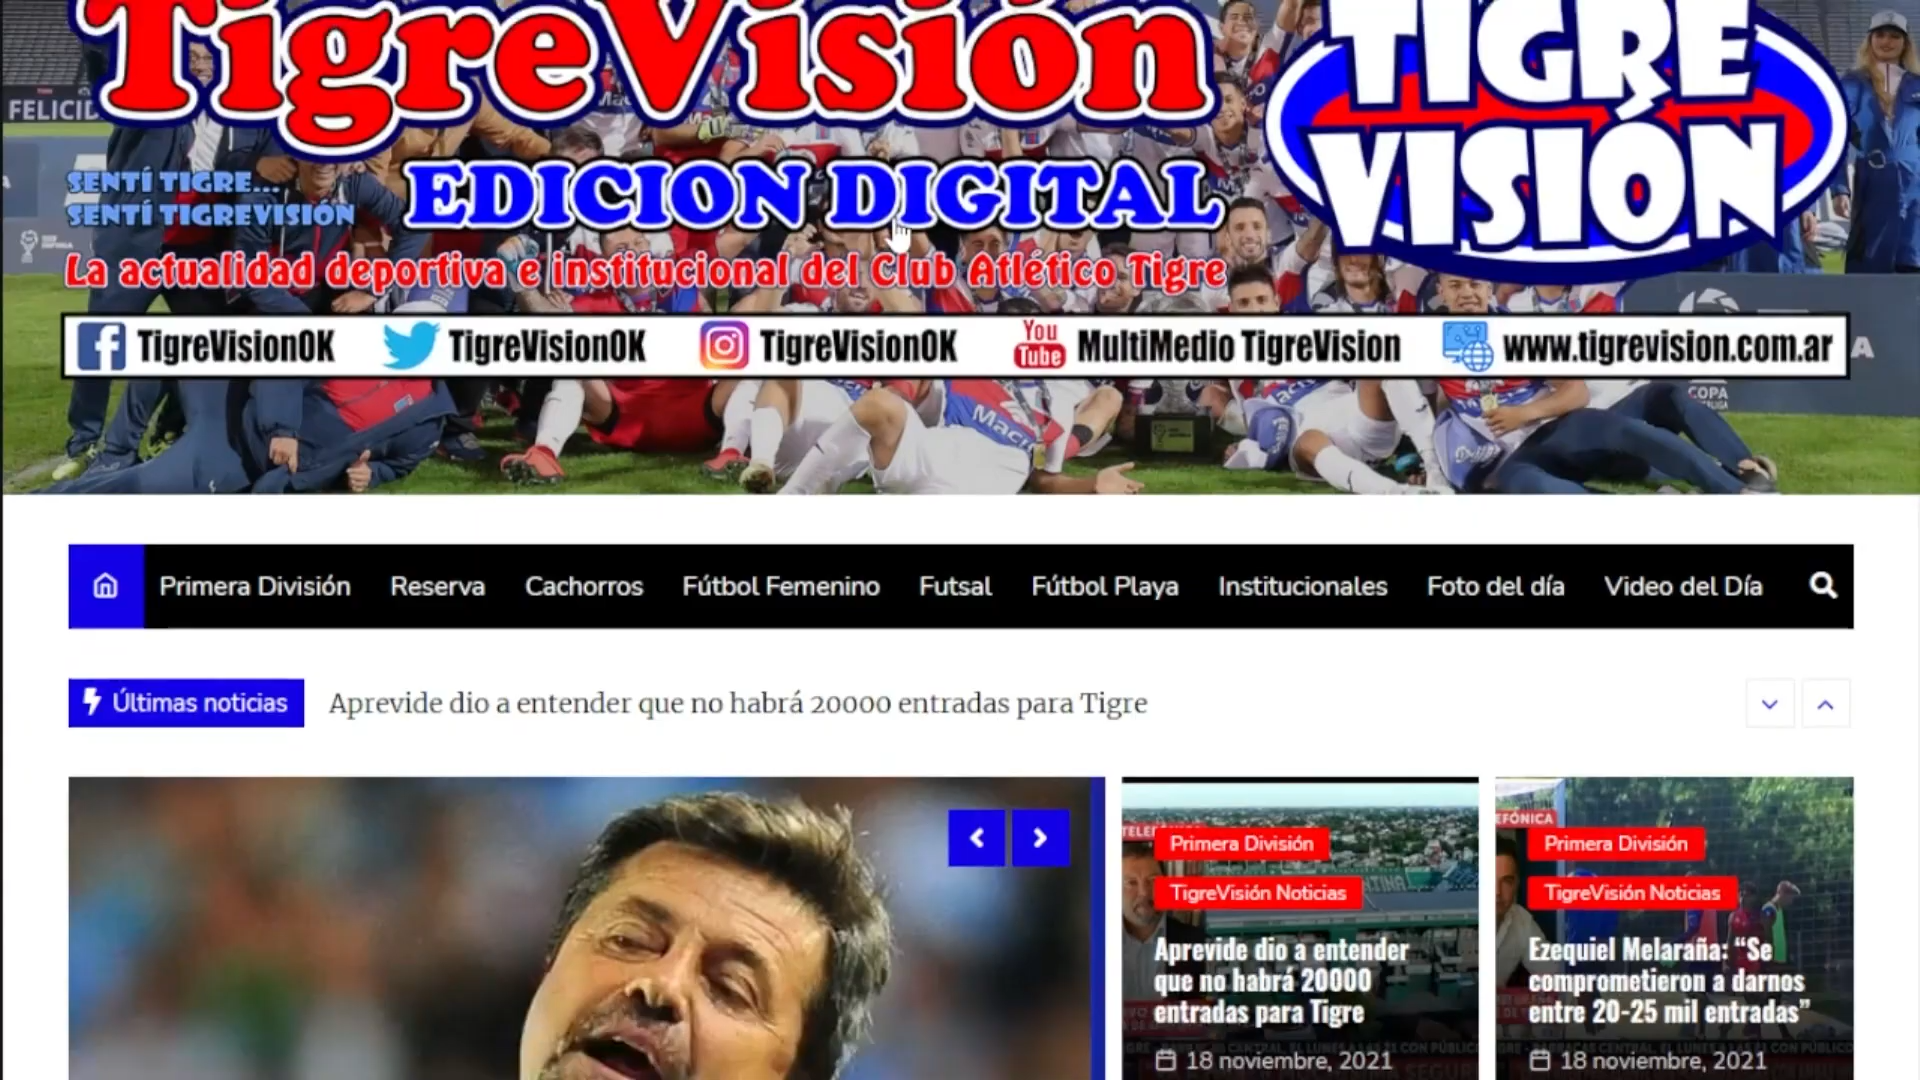 TigreVisión
TIGRE
VISIÓN
FELICID
SENTÍ TIGRE...
SENTÍ TIGREVISIÓN
EDICION DIGITAL
La actualidad deportiva e institucional del Club Atlético Tigre
TigreVisionOK
TigreVisionOK
TigreVisionOK
You
Tube
MultiMedio TigreVision
www.tigrevision.com.ar
COPA
Macr
Primera División
Reserva
Cachorros
Fútbol Femenino
Futsal
Fútbol Playa
Institucionales
Foto del día
Video del Día
Últimas noticias
Aprevide dio a entender que no habrá 20000 entradas para Tigre
Primera División
TigreVisión Noticias
Aprevide dio a entender
que no habrá 20000
entradas para Tigre
18 noviembre, 2021
EFÓNICA
Primera División
TigreVisión Noticias
Ezequiel Melaraña: “Se
comprometieron a darnos
entre 20-25 mil entradas”
18 noviembre, 2021